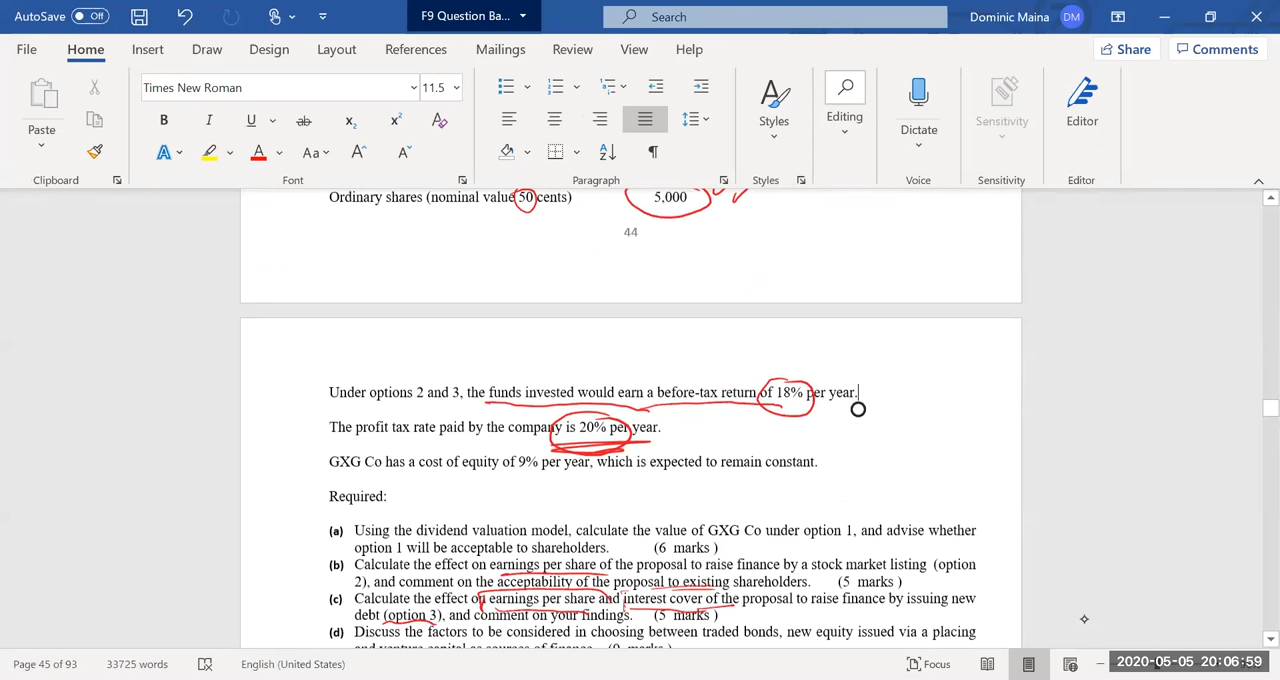 AutoSave Off F9 Question Ba... Search Dominic Maina DM
File Home Insert Draw Design Layout References Mailings Review View Help Share Comments
Times New Roman 11.5
Paste Styles Editing Dictate Sensitivity Editor
Clipboard Font Paragraph Styles Voice Sensitivity Editor
Ordinary shares (nominal value 50 cents) 5,000
44
Under options 2 and 3, the funds invested would earn a before-tax return of 18% per year.
The profit tax rate paid by the company is 20% per year.
GXG Co has a cost of equity of 9% per year, which is expected to remain constant.
Required:
(a) Using the dividend valuation model, calculate the value of GXG Co under option 1, and advise whether
option 1 will be acceptable to shareholders. (6 marks )
(b) Calculate the effect on earnings per share of the proposal to raise finance by a stock market listing (option
2), and comment on the acceptability of the proposal to existing shareholders. (5 marks )
(c) Calculate the effect on earnings per share and interest cover of the proposal to raise finance by issuing new
debt (option 3), and comment on your findings. (5 marks )
(d) Discuss the factors to be considered in choosing between traded bonds, new equity issued via a placing
and venture capital as sources of finance. (9 marks )
Page 45 of 93 33725 words English (United States) Focus 2020-05-05 20:06:59